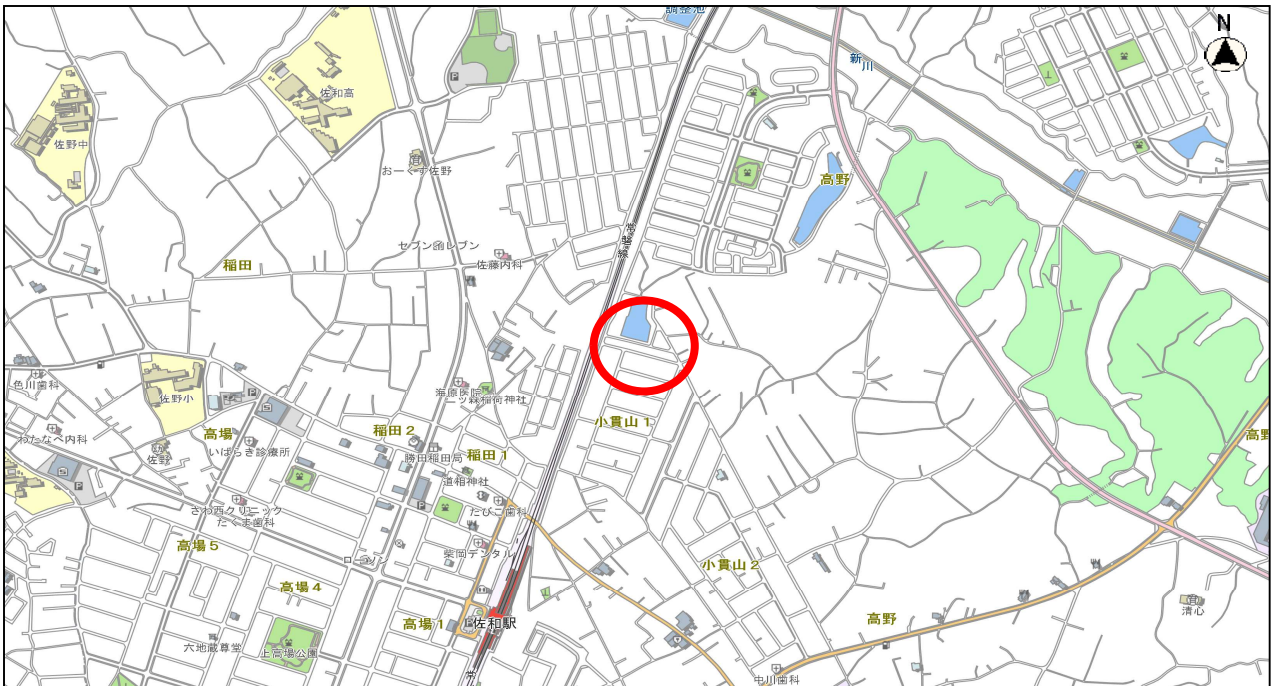 調整池
N
新川
佐和高
佐野中
おーくす佐野
高野
セブンイレブン
佐藤内科
稲田
常磐線
色川歯科
海原医院
二ッ森稲荷神社
佐野小
小貫山1
わたなべ内科
高場
稲田2
稲田1
高野
佐野
いばらき診療所
勝田稲田局
道祖神社
さわ西クリニック
たくま歯科
たびこ歯科
高場5
ローソン
柴岡デンタル
小貫山2
高場4
高場1
佐和駅
高野
清心
六地蔵尊堂
上高場公園
中川歯科